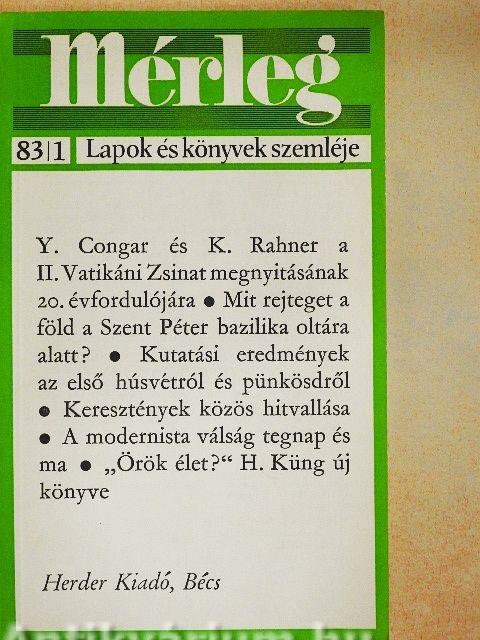 Mérleg
83|1 Lapok és könyvek szemléje
Y. Congar és K. Rahner a
II. Vatikáni Zsinat megnyitásának
20. évfordulójára ● Mit rejteget a
föld a Szent Péter bazilika oltára
alatt? ● Kutatási eredmények
az első húsvétról és pünkösdről
● Keresztények közös hitvallása
● A modernista válság tegnap és
ma ● „Örök élet?“ H. Küng új
könyve
Herder Kiadó, Bécs
Antikvárium.hu